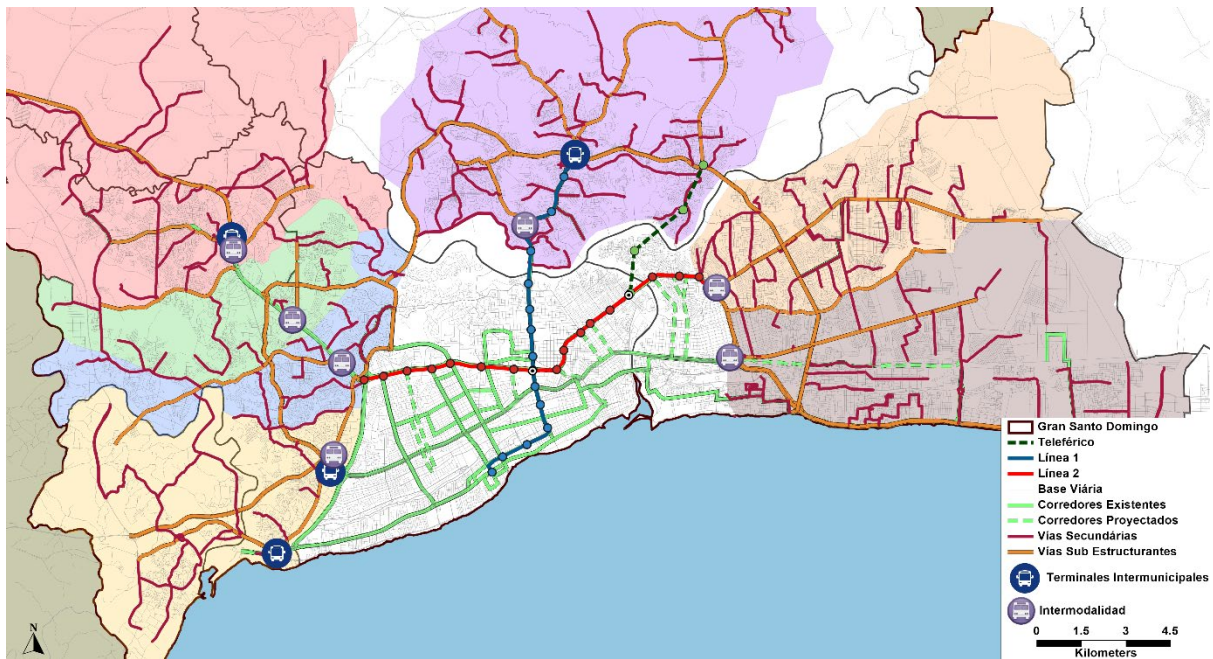 Gran Santo Domingo
Teleférico
Línea 1
Línea 2
Base Viária
Corredores Existentes
Corredores Proyectados
Vías Secundárias
Vías Sub Estructurantes
Terminales Intermunicipales
Intermodalidad
0 1.5 3 4.5
Kilometers
N